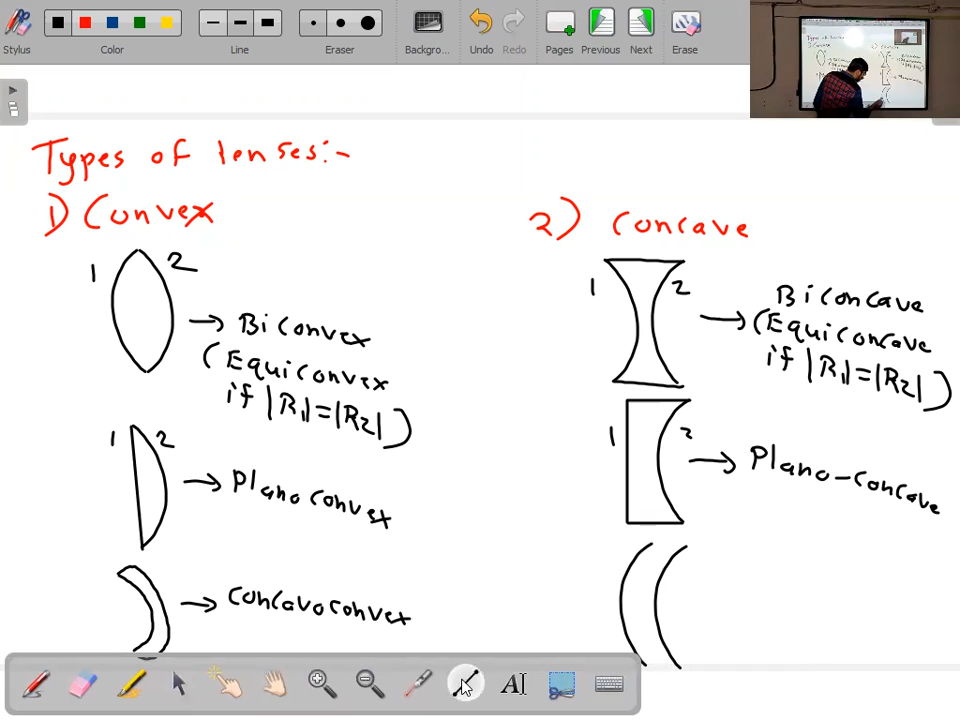 Stylus
Color
Line
Eraser
Backgro...
Undo
Redo
Pages
Previous
Next
Erase
Types of lenses:-
1) Convex
1 2
Biconvex
(Equiconvex
if |R1|=|R2|)
1 2
Planoconvex
Concavoconvex
2) Concave
1 2
Biconcave
(Equiconcave
if |R1|=|R2|)
1 2
Plano-concave
A